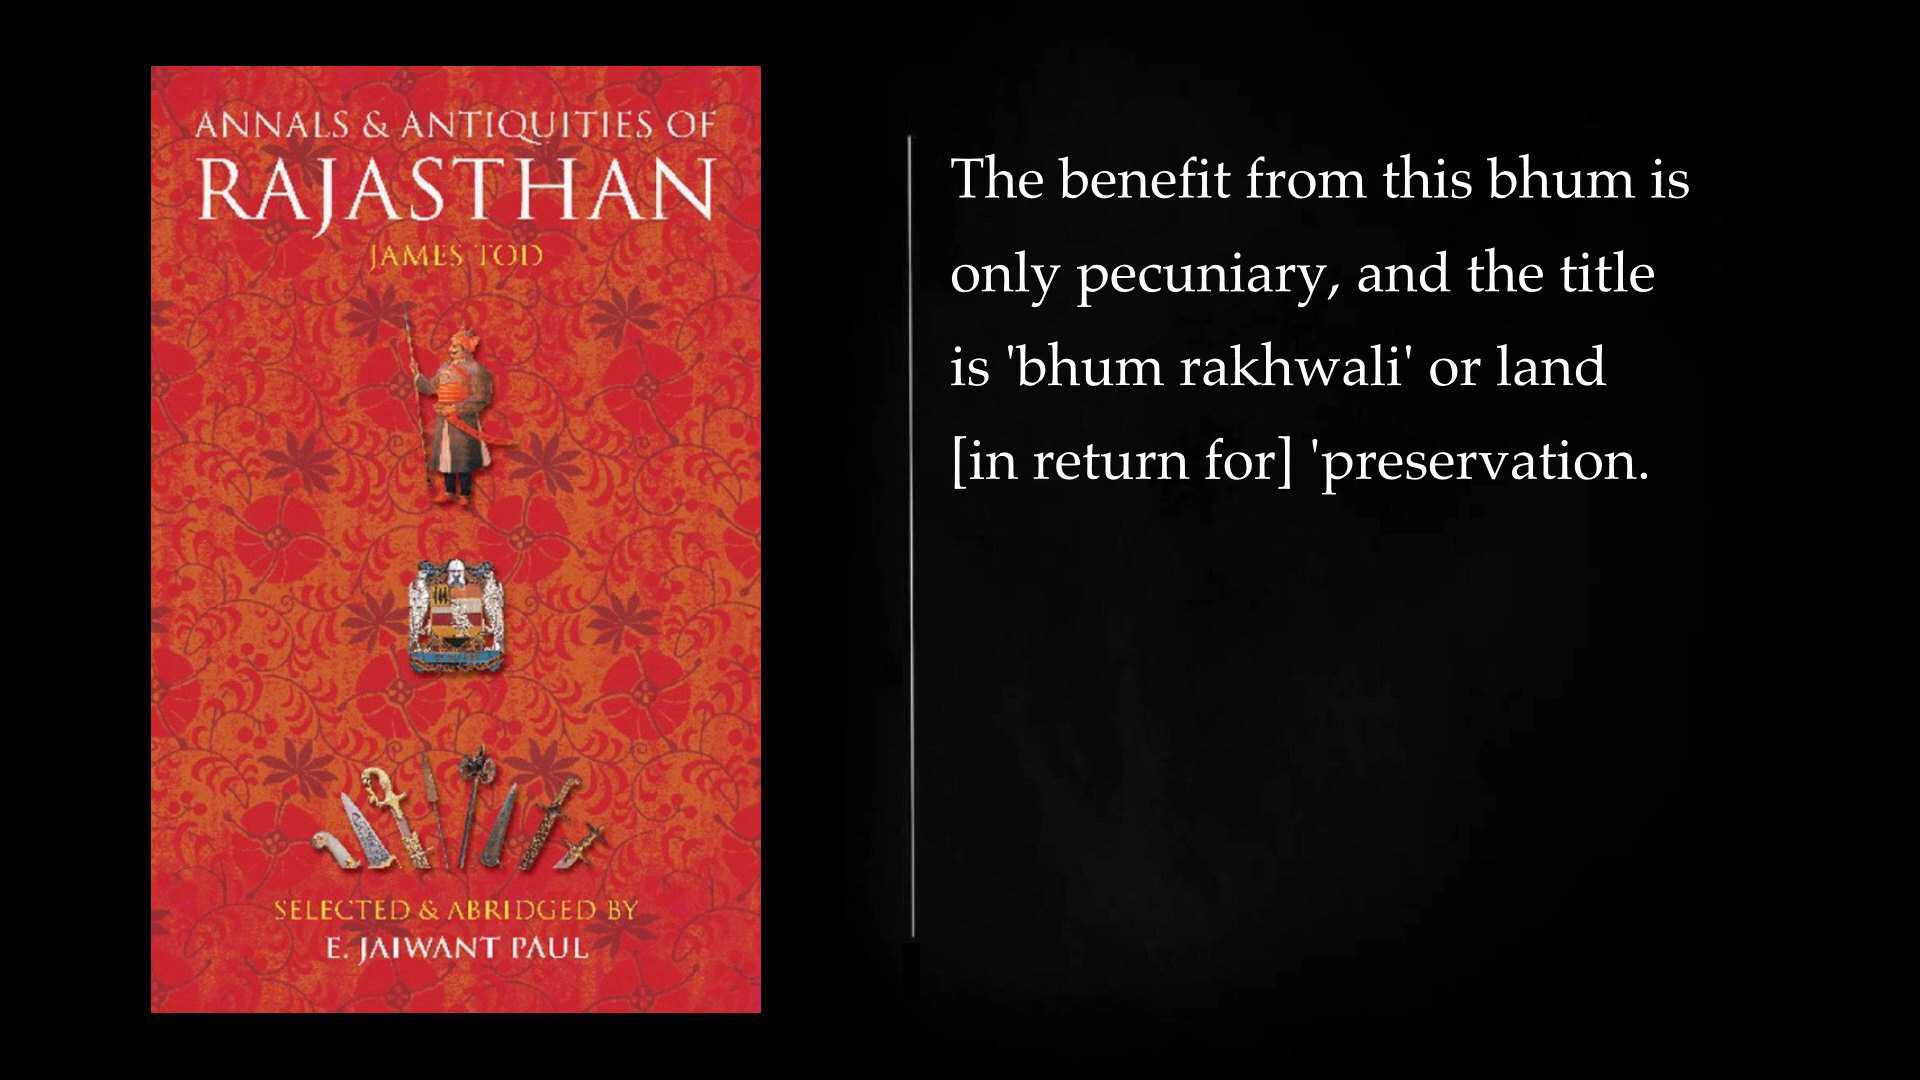 ANNALS & ANTIQUITIES OF
RAJASTHAN
JAMES TOD
SELECTED & ABRIDGED BY
E. JAIWANT PAUL
The benefit from this bhum is
only pecuniary, and the title
is 'bhum rakhwali' or land
[in return for] 'preservation.